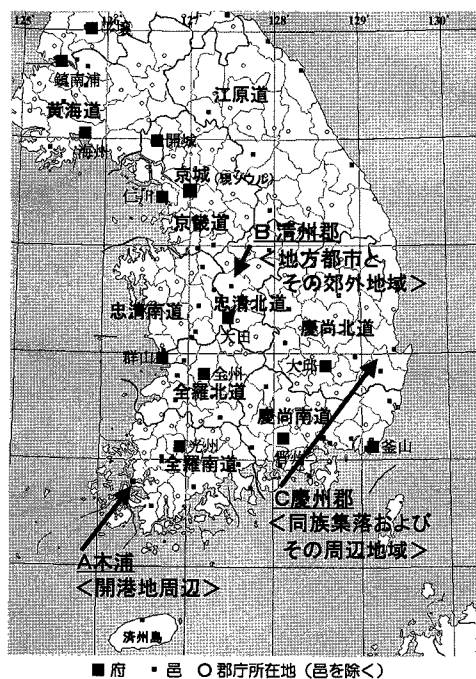 125° 126° 127° 128° 129° 130°
鎮南浦
黄海道
江原道
海州
開城
京城(現ソウル)
仁川
京畿道
B 清州郡
<地方都市と
その郊外地域>
忠清南道
忠清北道
大田
慶尚北道
群山
全州
大邱
全羅北道
慶尚南道
光州
釜山
全羅南道
C慶州郡
<同族集落および
その周辺地域>
A木浦
<開港地周辺>
済州島
■府 ▪邑 ○郡庁所在地(邑を除く)